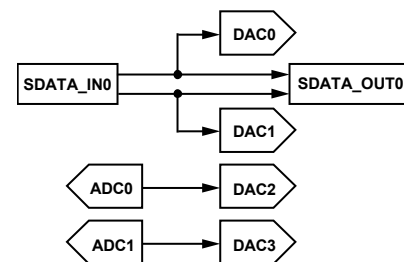 DAC0
SDATA_IN0
SDATA_OUT0
DAC1
ADC0
DAC2
ADC1
DAC3